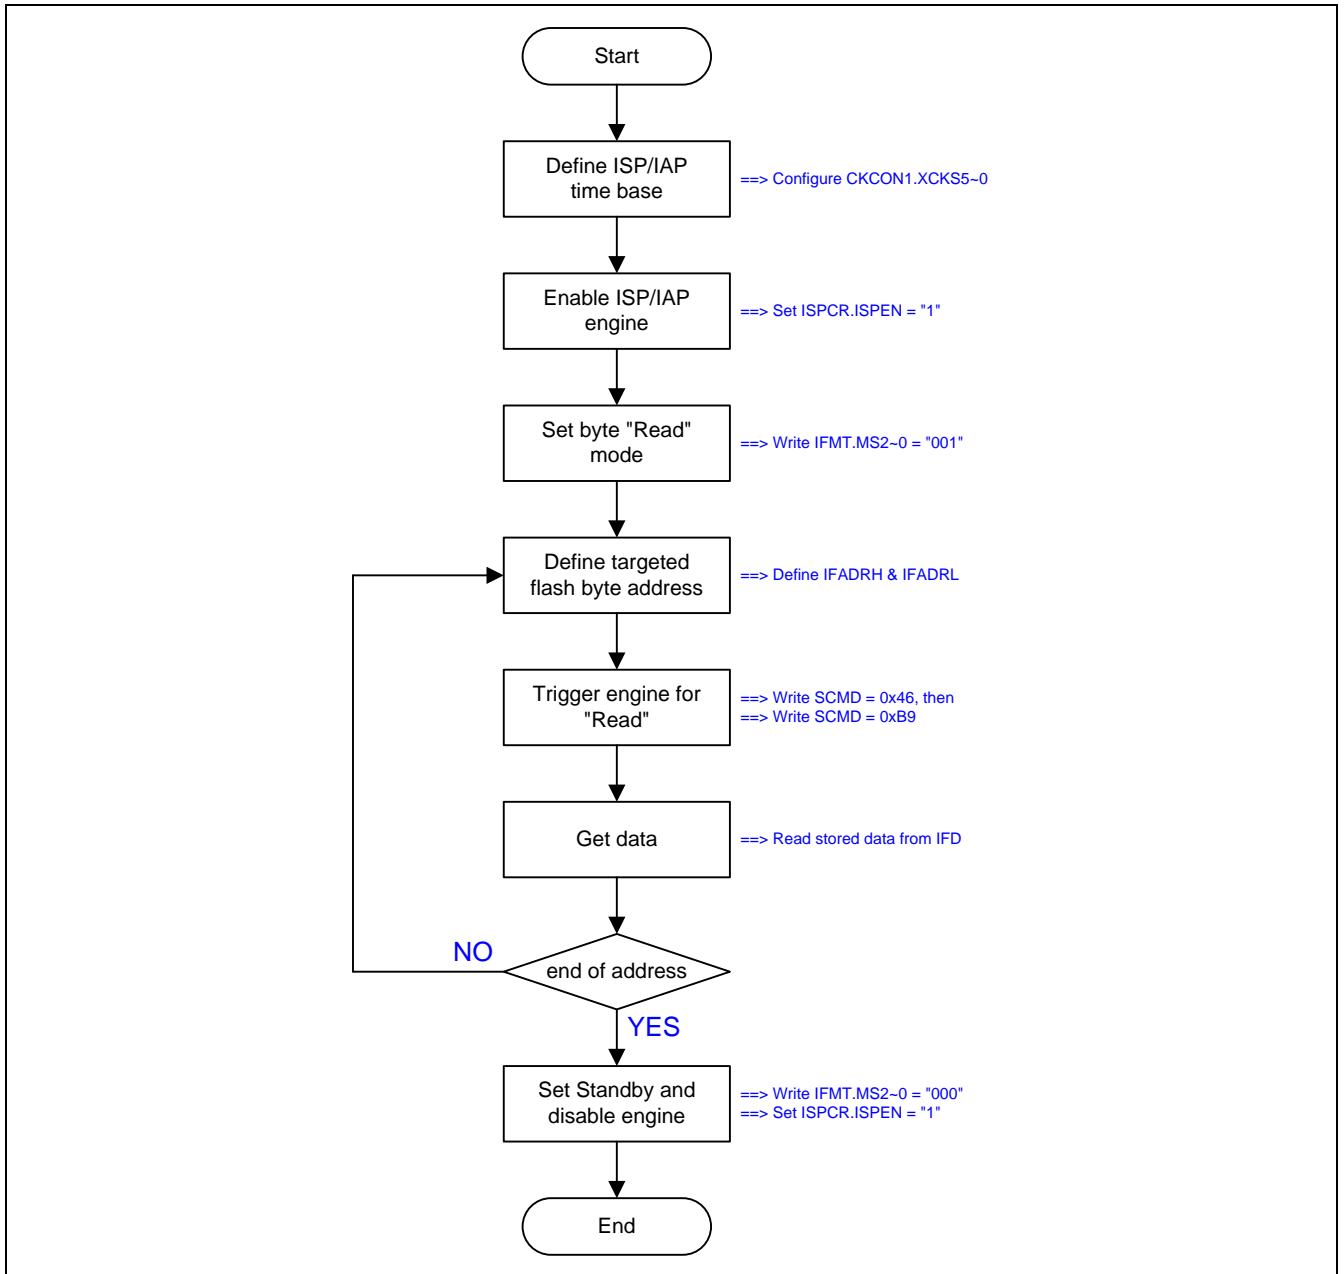 Start
Define ISP/IAP
time base
==> Configure CKCON1.XCKS5~0
Enable ISP/IAP
engine
==> Set ISPCR.ISPEN = "1"
Set byte "Read"
mode
==> Write IFMT.MS2~0 = "001"
Define targeted
flash byte address
==> Define IFADRH & IFADRL
Trigger engine for
"Read"
==> Write SCMD = 0x46, then
==> Write SCMD = 0xB9
Get data
==> Read stored data from IFD
NO
end of address
YES
Set Standby and
disable engine
==> Write IFMT.MS2~0 = "000"
==> Set ISPCR.ISPEN = "1"
End